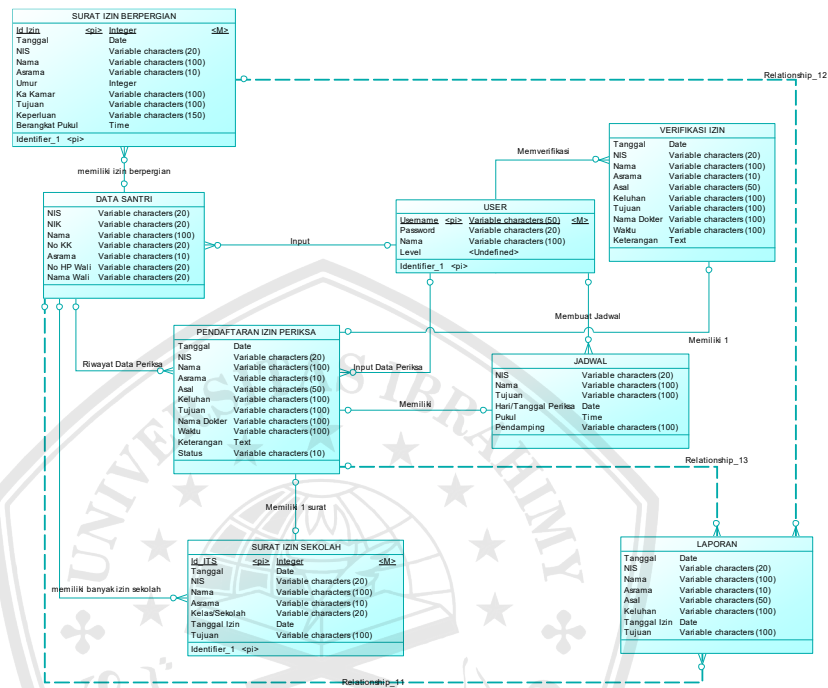 SURAT IZIN BERPERGIAN
Id Izin <pi> Integer <M>
Tanggal Date
NIS Variable characters (20)
Nama Variable characters (100)
Asrama Variable characters (10)
Umur Integer
Ka Kamar Variable characters (100)
Tujuan Variable characters (100)
Keperluan Variable characters (150)
Berangkat Pukul Time
Identifier_1 <pi>
Relationship_12
memiliki izin berpergian
Memverifikasi
VERIFIKASI IZIN
Tanggal Date
NIS Variable characters (20)
Nama Variable characters (100)
Asrama Variable characters (10)
Asal Variable characters (50)
Keluhan Variable characters (100)
Tujuan Variable characters (100)
Nama Dokter Variable characters (100)
Waktu Variable characters (100)
Keterangan Text
DATA SANTRI
NIS Variable characters (20)
NIK Variable characters (20)
Nama Variable characters (100)
No KK Variable characters (20)
Asrama Variable characters (10)
No HP Wali Variable characters (20)
Nama Wali Variable characters (20)
Input
USER
Username <pi> Variable characters (50) <M>
Password Variable characters (20)
Nama Variable characters (100)
Level <Undefined>
Identifier_1 <pi>
Membuat Jadwal
Memiliki 1
PENDAFTARAN IZIN PERIKSA
Tanggal Date
NIS Variable characters (20)
Nama Variable characters (100)
Asrama Variable characters (10)
Asal Variable characters (50)
Keluhan Variable characters (100)
Tujuan Variable characters (100)
Nama Dokter Variable characters (100)
Waktu Variable characters (100)
Keterangan Text
Status Variable characters (10)
Riwayat Data Periksa
Input Data Periksa
JADWAL
NIS Variable characters (20)
Nama Variable characters (100)
Tujuan Variable characters (100)
Hari/Tanggal Periksa Date
Pukul Time
Pendamping Variable characters (100)
Memiliki
Relationship_13
Memiliki 1 surat
SURAT IZIN SEKOLAH
Id_ITS <pi> Integer <M>
Tanggal Date
NIS Variable characters (20)
Nama Variable characters (100)
Asrama Variable characters (10)
Kelas/Sekolah Variable characters (20)
Tanggal Izin Date
Tujuan Variable characters (100)
Identifier_1 <pi>
memiliki banyak izin sekolah
LAPORAN
Tanggal Date
NIS Variable characters (20)
Nama Variable characters (100)
Asrama Variable characters (10)
Asal Variable characters (50)
Keluhan Variable characters (100)
Tanggal Izin Date
Tujuan Variable characters (100)
Relationship_11